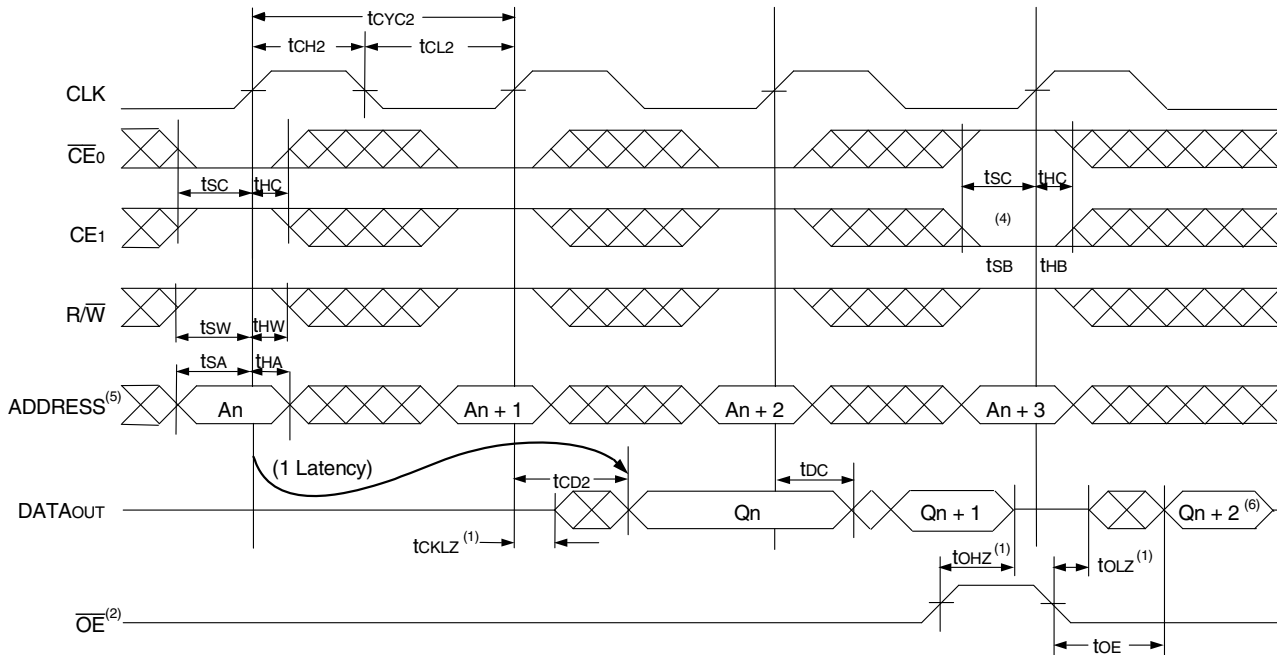 tCYC2
tCH2 tCL2
CLK
CE0
tSC tHC tSC tHC
CE1 (4)
tSB tHB
R/W
tSW tHW
tSA tHA
ADDRESS(5) An An + 1 An + 2 An + 3
(1 Latency)
tCD2 tDC
DATAOUT Qn Qn + 1 Qn + 2 (6)
tCKLZ (1)
tOHZ (1) tOLZ (1)
OE(2)
tOE